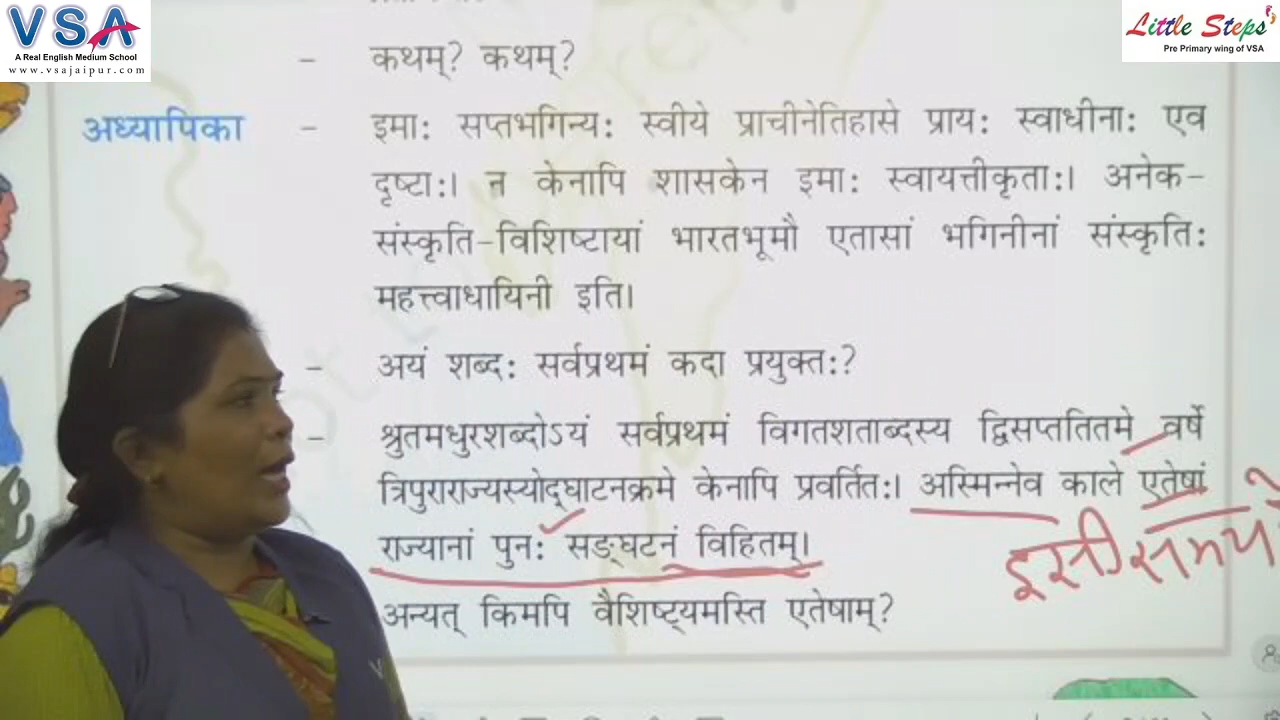 VSA
A Real English Medium School
www.vsajaipur.com
Little Steps
Pre Primary wing of VSA
- कथम्? कथम्?
अध्यापिका - इमाः सप्तभगिन्यः स्वीये प्राचीनेतिहासे प्रायः स्वाधीनाः एव
दृष्टाः। न केनापि शासकेन इमाः स्वायत्तीकृताः। अनेक-
संस्कृति-विशिष्टायां भारतभूमौ एतासां भगिनीनां संस्कृतिः
महत्त्वाधायिनी इति।
- अयं शब्दः सर्वप्रथमं कदा प्रयुक्तः?
- श्रुतमधुरशब्दोऽयं सर्वप्रथमं विगतशताब्दस्य द्विसप्ततितमे वर्षे
त्रिपुराराज्यस्योद्घाटनक्रमे केनापि प्रवर्तितः। अस्मिन्नेव काले एतेषां
राज्यानां पुनः सङ्घटनं विहितम्।
इसी समय
अन्यत् किमपि वैशिष्ट्यमस्ति एतेषाम्?